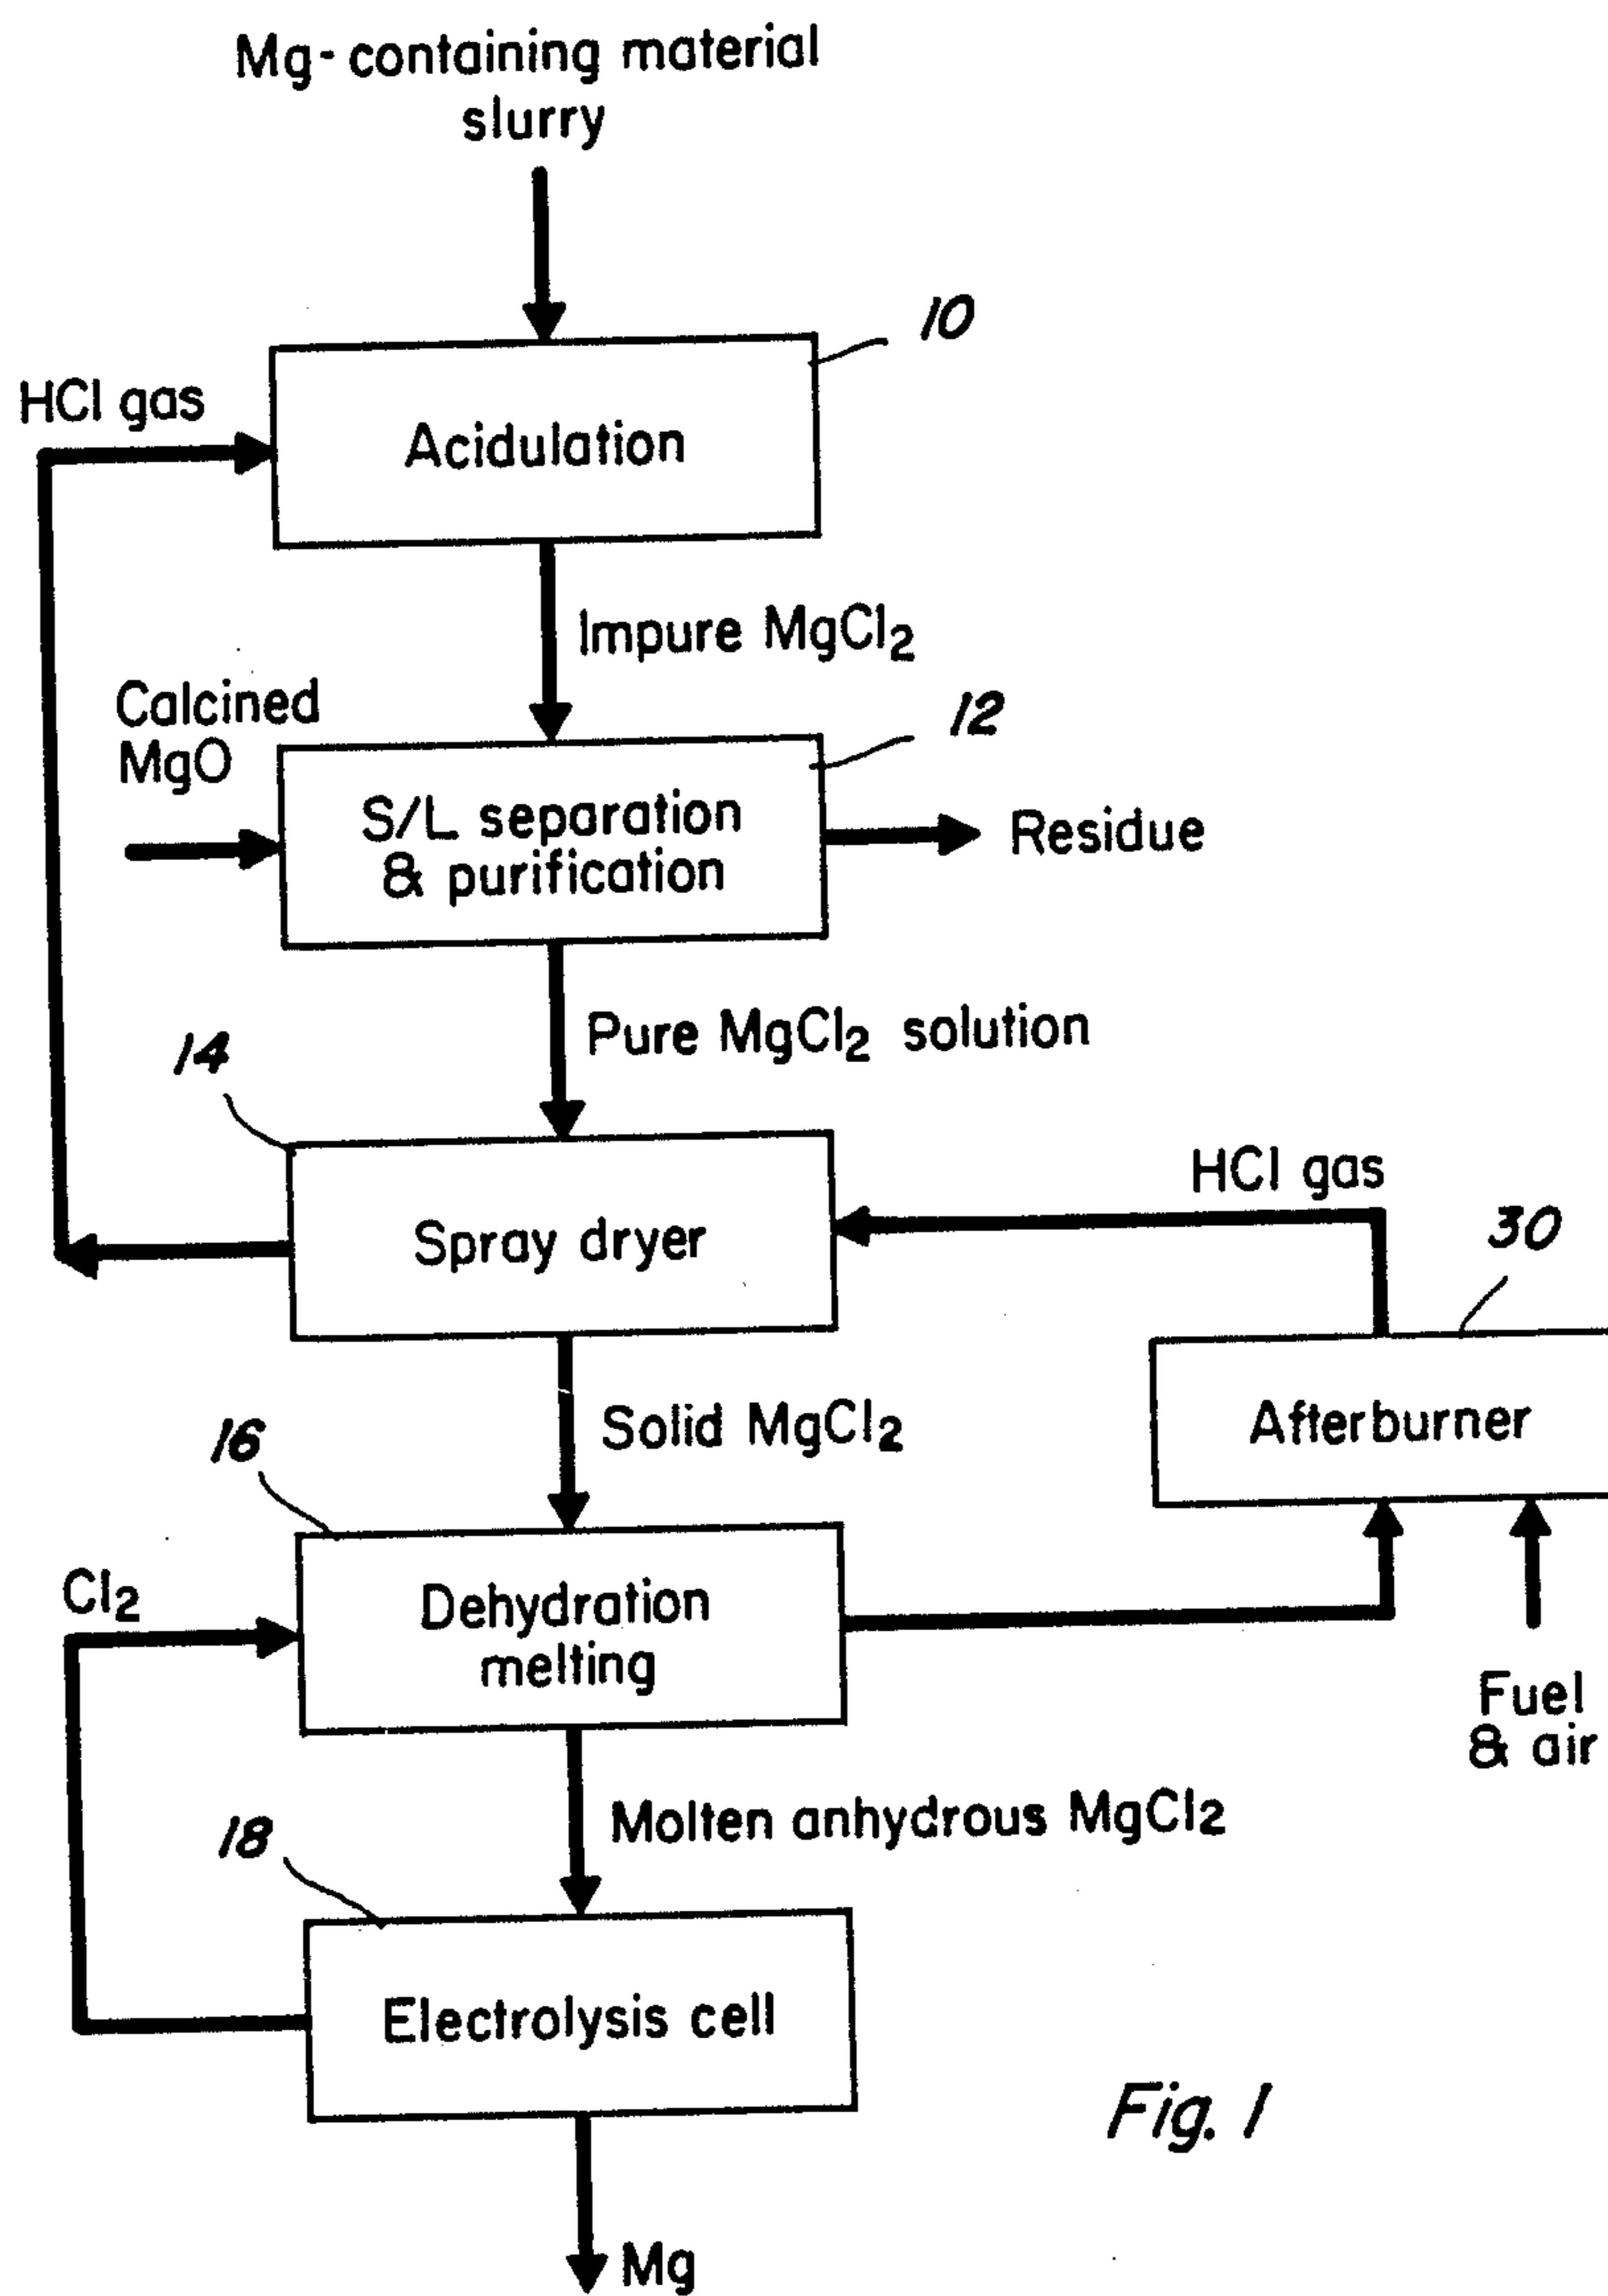 Mg-containing material
slurry
10
HCl gas
Acidulation
Impure MgCl2
Calcined
MgO
12
S/L separation
& purification
Residue
Pure MgCl2 solution
14
HCl gas
Spray dryer
30
Solid MgCl2
Afterburner
16
Cl2
Dehydration
melting
Fuel
& air
Molten anhydrous MgCl2
18
Electrolysis cell
Fig. 1
Mg